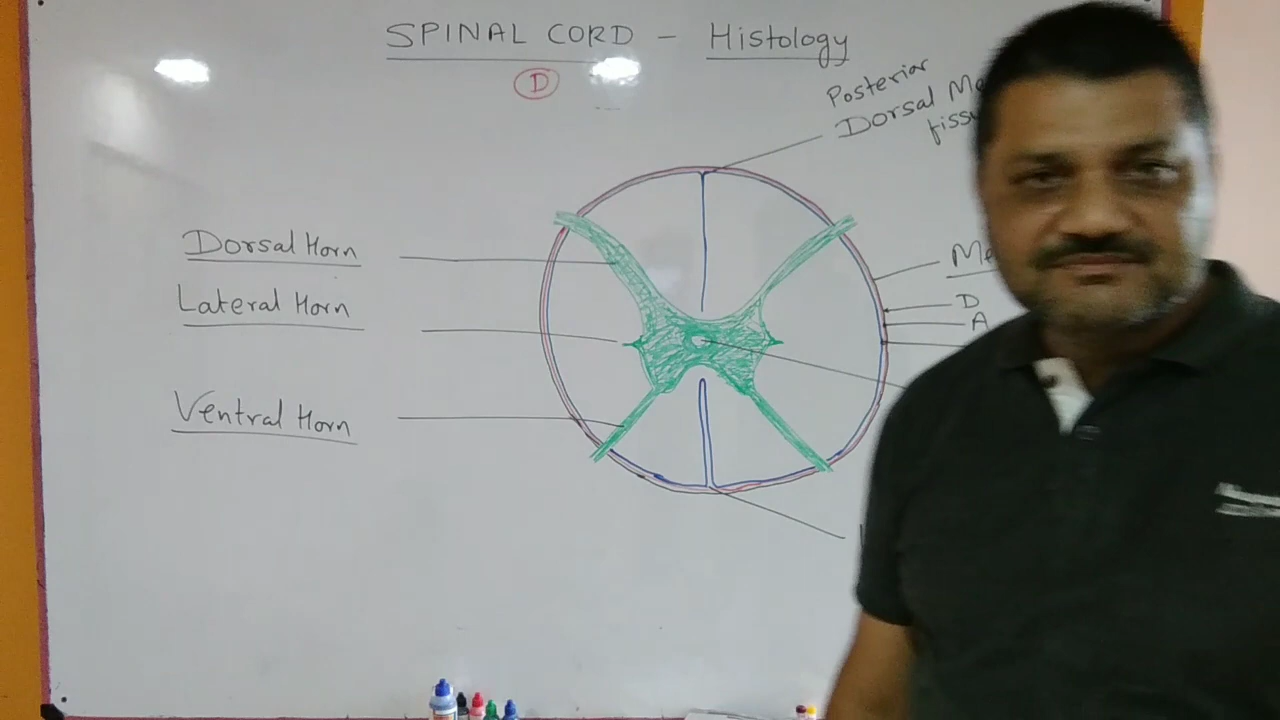 SPINAL CORD - Histology
D
Posterior
Dorsal
Dorsal Horn
Lateral Horn
D
A
Ventral Horn